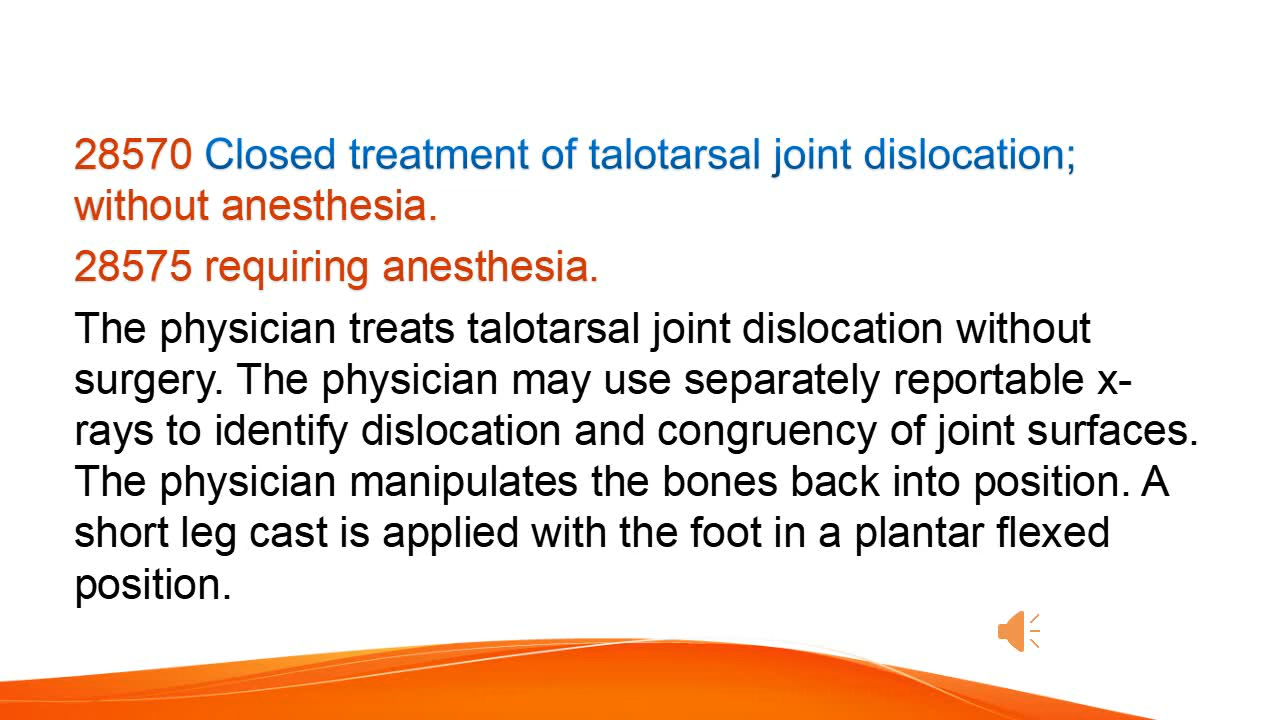 28570 Closed treatment of talotarsal joint dislocation;
without anesthesia.
28575 requiring anesthesia.
The physician treats talotarsal joint dislocation without
surgery. The physician may use separately reportable x-
rays to identify dislocation and congruency of joint surfaces.
The physician manipulates the bones back into position. A
short leg cast is applied with the foot in a plantar flexed
position.